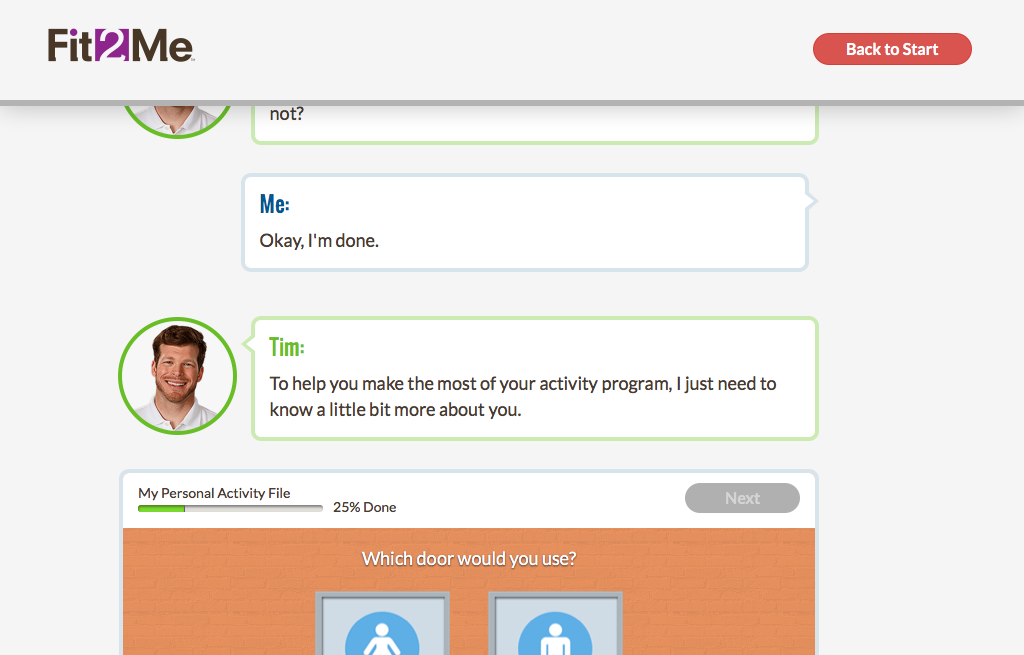 Fit2Me
Back to Start
not?
Me:
Okay, I'm done.
Tim:
To help you make the most of your activity program, I just need to
know a little bit more about you.
My Personal Activity File
25% Done
Next
Which door would you use?